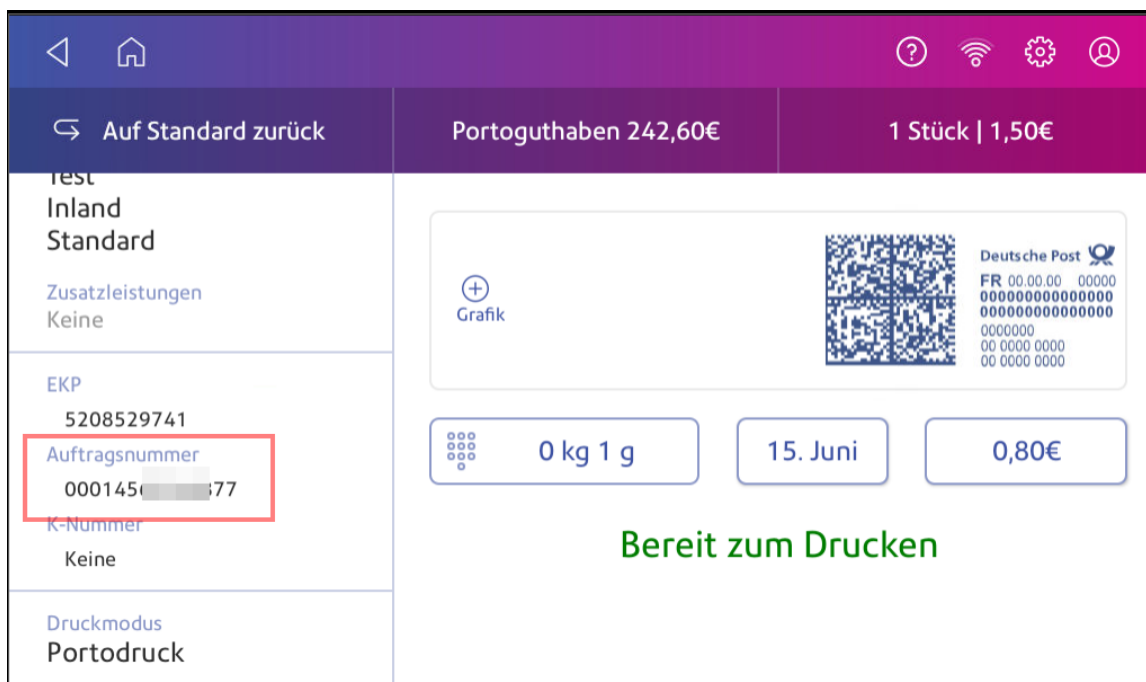 Auf Standard zurück
Portoguthaben 242,60€
1 Stück | 1,50€
Test
Inland
Standard
Zusatzleistungen
Keine
EKP
5208529741
Auftragsnummer
K-Nummer
Keine
Druckmodus
Portodruck
Grafik
Deutsche Post
FR 00.00.00 00000
000000000000000
000000000000000
0000000
00 0000 0000
00 0000 0000
0 kg 1 g
15. Juni
0,80€
Bereit zum Drucken